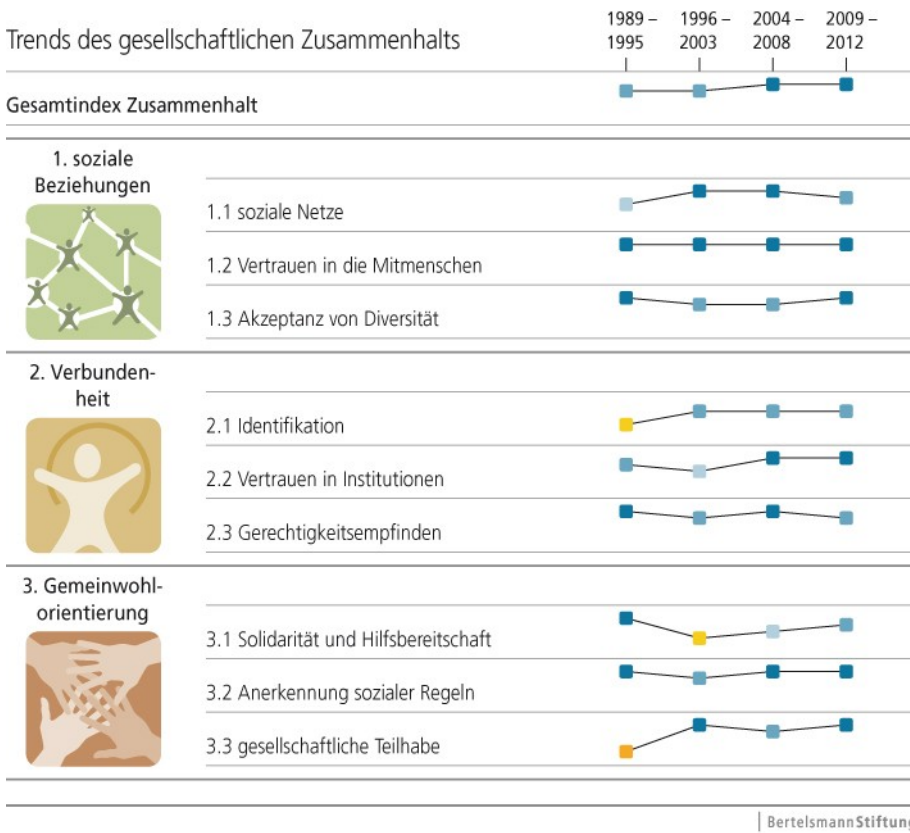 Trends des gesellschaftlichen Zusammenhalts
1989 – 1996 – 2004 – 2009 –
1995 2003 2008 2012
Gesamtindex Zusammenhalt
1. soziale
Beziehungen
1.1 soziale Netze
1.2 Vertrauen in die Mitmenschen
1.3 Akzeptanz von Diversität
2. Verbunden-
heit
2.1 Identifikation
2.2 Vertrauen in Institutionen
2.3 Gerechtigkeitsempfinden
3. Gemeinwohl-
orientierung
3.1 Solidarität und Hilfsbereitschaft
3.2 Anerkennung sozialer Regeln
3.3 gesellschaftliche Teilhabe
BertelsmannStiftung